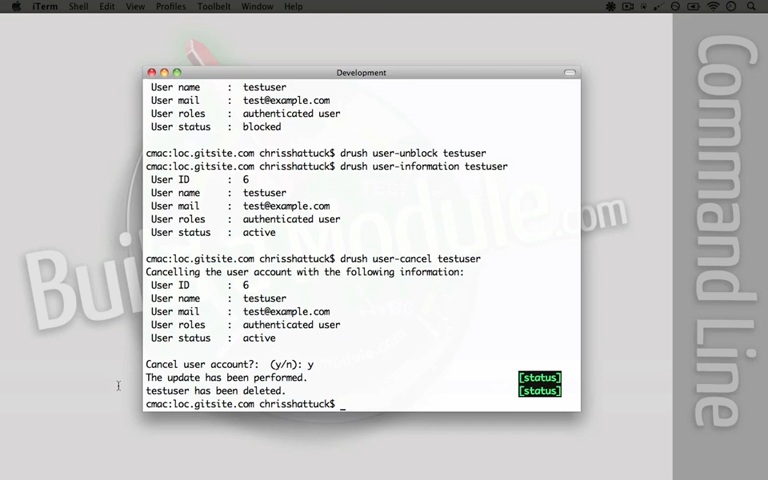 iTerm Shell Edit View Profiles Toolbelt Window Help
Development
User name : testuser
User mail : test@example.com
User roles : authenticated user
User status : blocked
cmac:loc.gitsite.com chrisshattuck$ drush user-unblock testuser
cmac:loc.gitsite.com chrisshattuck$ drush user-information testuser
User ID : 6
User name : testuser
User mail : test@example.com
User roles : authenticated user
User status : active
cmac:loc.gitsite.com chrisshattuck$ drush user-cancel testuser
Cancelling the user account with the following information:
User ID : 6
User name : testuser
User mail : test@example.com
User roles : authenticated user
User status : active
Cancel user account?: (y/n): y
The update has been performed. [status]
testuser has been deleted. [status]
cmac:loc.gitsite.com chrisshattuck$ _
Command Line